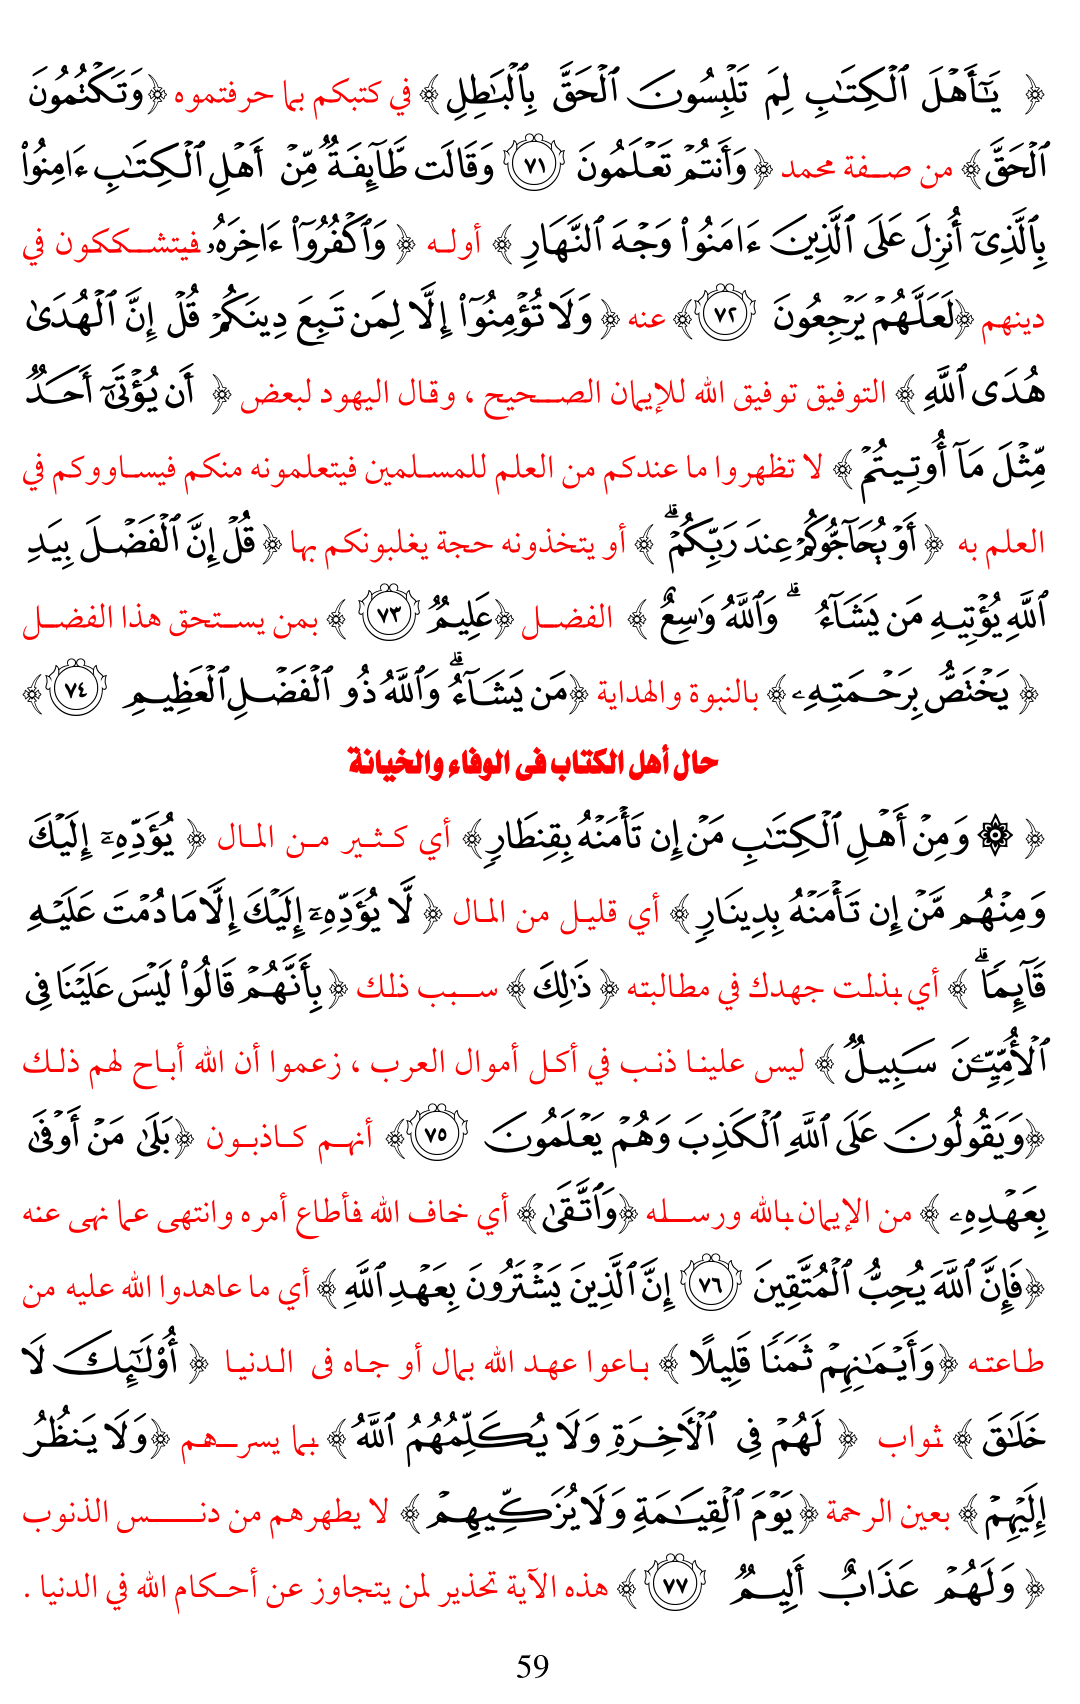 ﴿ يَٰٓأَهۡلَ ٱلۡكِتَٰبِ لِمَ تَلۡبِسُونَ ٱلۡحَقَّ بِٱلۡبَٰطِلِ ﴾ في كتبكم بما حرفتموه ﴿وَتَكۡتُمُونَ
ٱلۡحَقَّ﴾ من صفة محمد ﴿وَأَنتُمۡ تَعۡلَمُونَ ٧١ وَقَالَت طَّآئِفَةٞ مِّنۡ أَهۡلِ ٱلۡكِتَٰبِ ءَامِنُواْ
بِٱلَّذِيٓ أُنزِلَ عَلَى ٱلَّذِينَ ءَامَنُواْ وَجۡهَ ٱلنَّهَارِ ﴾ أوله ﴿ وَٱكۡفُرُوٓاْ ءَاخِرَهُۥ فيتشككون في
دينهم ﴿لَعَلَّهُمۡ يَرۡجِعُونَ ٧٢﴾ عنه ﴿ وَلَا تُؤۡمِنُوٓاْ إِلَّا لِمَن تَبِعَ دِينَكُمۡ قُلۡ إِنَّ ٱلۡهُدَىٰ
هُدَى ٱللَّهِ ﴾ التوفيق توفيق الله للإيمان الصحيح ، وقال اليهود لبعض ﴿ أَن يُؤۡتَىٰٓ أَحَدٞ
مِّثۡلَ مَآ أُوتِيتُمۡ ﴾ لا تظهروا ما عندكم من العلم للمسلمين فيتعلمونه منكم فيساووكم في
العلم به ﴿ أَوۡ يُحَآجُّوكُمۡ عِندَ رَبِّكُمۡۗ ﴾ أو يتخذونه حجة يغلبونكم بها ﴿ قُلۡ إِنَّ ٱلۡفَضۡلَ بِيَدِ
ٱللَّهِ يُؤۡتِيهِ مَن يَشَآءُ ۗ وَٱللَّهُ وَٰسِعٌ ﴾ الفضل ﴿عَلِيمٞ ٧٣ ﴾ بمن يستحق هذا الفضل
﴿ يَخۡتَصُّ بِرَحۡمَتِهِۦ ﴾ بالنبوة والهداية ﴿مَن يَشَآءُۗ وَٱللَّهُ ذُو ٱلۡفَضۡلِ ٱلۡعَظِيمِ ٧٤ ﴾
حال أهل الكتاب فى الوفاء والخيانة
﴿ ۞ وَمِنۡ أَهۡلِ ٱلۡكِتَٰبِ مَنۡ إِن تَأۡمَنۡهُ بِقِنطَارٖ ﴾ أي كثير من المال ﴿ يُؤَدِّهِۦٓ إِلَيۡكَ
وَمِنۡهُم مَّنۡ إِن تَأۡمَنۡهُ بِدِينَارٖ ﴾ أي قليل من المال ﴿ لَّا يُؤَدِّهِۦٓ إِلَيۡكَ إِلَّا مَا دُمۡتَ عَلَيۡهِ
قَآئِمٗاۗ ﴾ أي بذلت جهدك في مطالبته ﴿ ذَٰلِكَ ﴾ سبب ذلك ﴿ بِأَنَّهُمۡ قَالُواْ لَيۡسَ عَلَيۡنَا فِي
ٱلۡأُمِّيِّـۧنَ سَبِيلٞ ﴾ ليس علينا ذنب في أكل أموال العرب ، زعموا أن الله أباح لهم ذلك
﴿وَيَقُولُونَ عَلَى ٱللَّهِ ٱلۡكَذِبَ وَهُمۡ يَعۡلَمُونَ ٧٥ ﴾ أنهم كاذبون ﴿بَلَىٰ مَنۡ أَوۡفَىٰ
بِعَهۡدِهِۦ ﴾ من الإيمان بالله ورسله ﴿وَٱتَّقَىٰ﴾ أي خاف الله فأطاع أمره وانتهى عما نهى عنه
﴿فَإِنَّ ٱللَّهَ يُحِبُّ ٱلۡمُتَّقِينَ ٧٦ إِنَّ ٱلَّذِينَ يَشۡتَرُونَ بِعَهۡدِ ٱللَّهِ ﴾ أي ما عاهدوا الله عليه من
طاعته ﴿وَأَيۡمَٰنِهِمۡ ثَمَنٗا قَلِيلًا ﴾ باعوا عهد الله بمال أو جاه فى الدنيا ﴿ أُوْلَٰٓئِكَ لَا
خَلَٰقَ ﴾ ثواب ﴿ لَهُمۡ فِي ٱلۡأٓخِرَةِ وَلَا يُكَلِّمُهُمُ ٱللَّهُ ﴾ بما يسرهم ﴿وَلَا يَنظُرُ
إِلَيۡهِمۡ ﴾ بعين الرحمة ﴿يَوۡمَ ٱلۡقِيَٰمَةِ وَلَا يُزَكِّيهِمۡ ﴾ لا يطهرهم من دنس الذنوب
﴿ وَلَهُمۡ عَذَابٌ أَلِيمٞ ٧٧ ﴾ هذه الآية تحذير لمن يتجاوز عن أحكام الله في الدنيا .
59